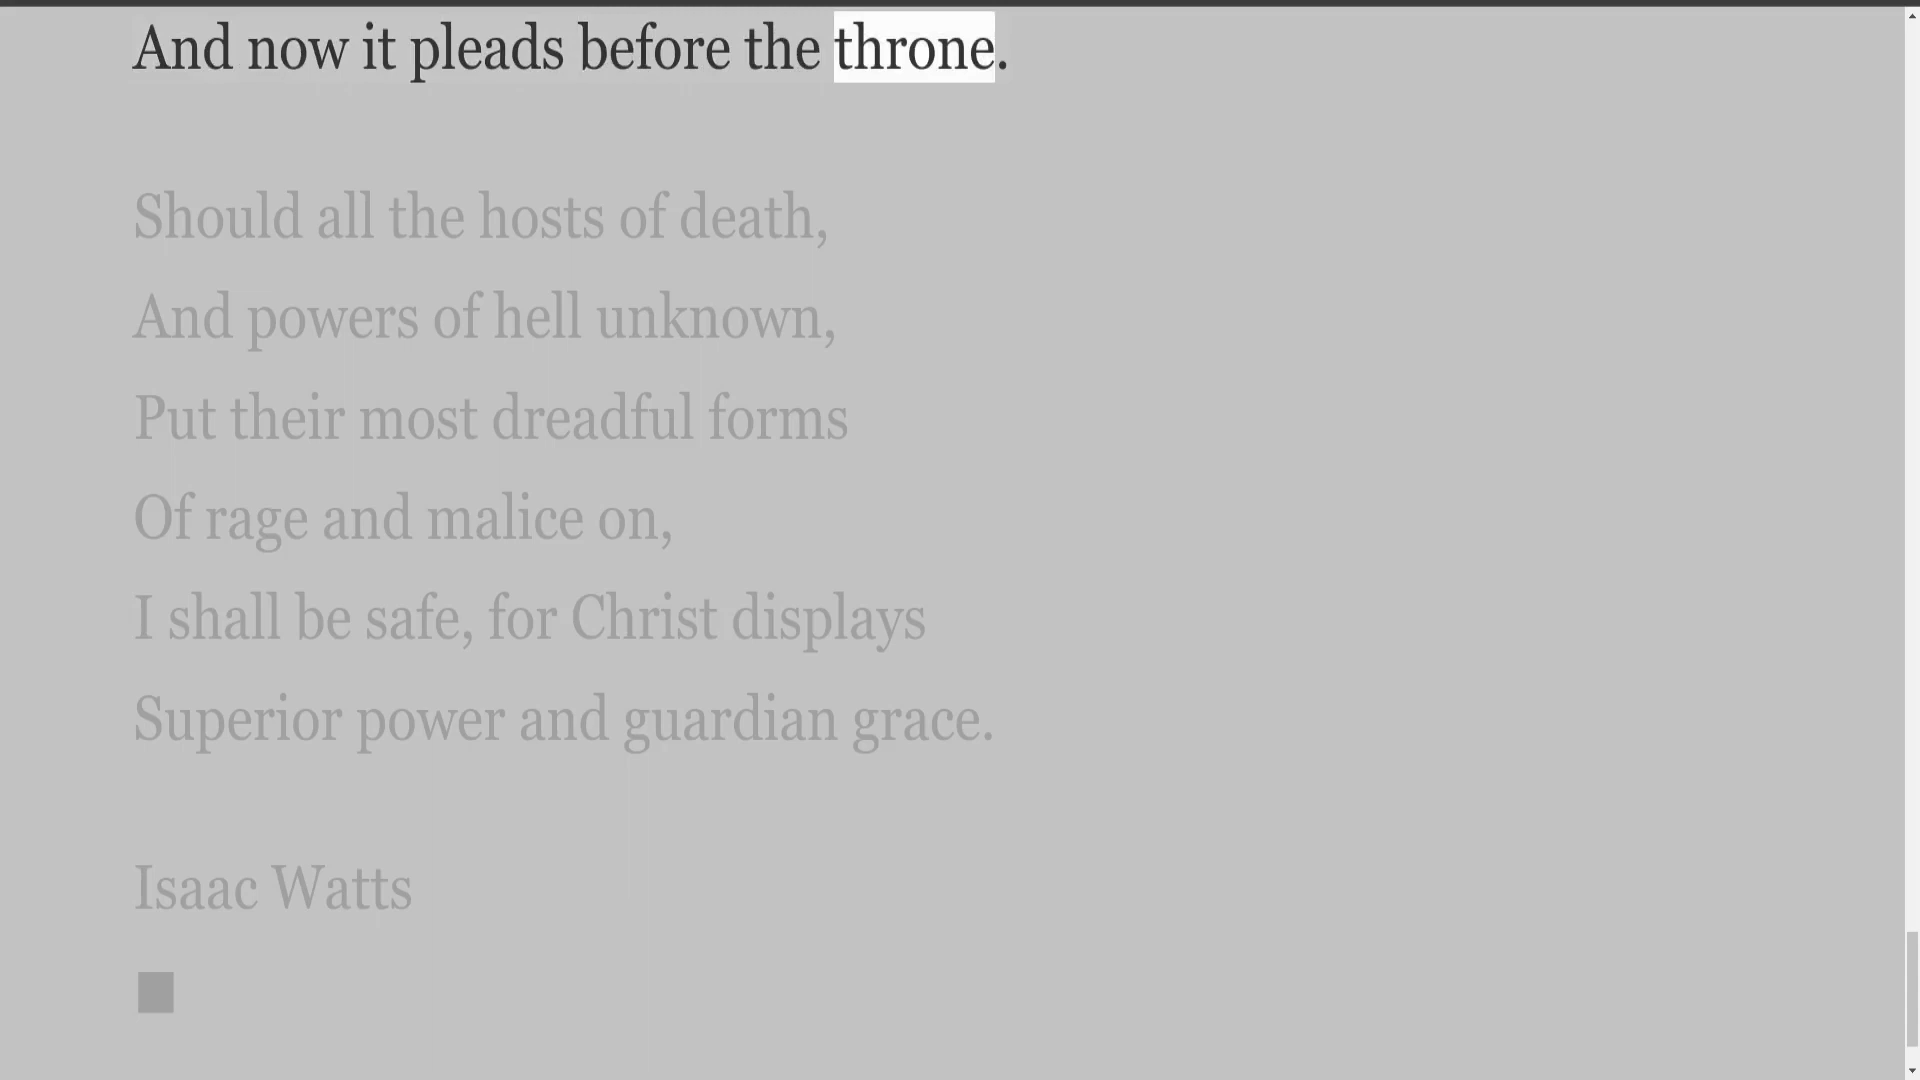 And now it pleads before the throne.
Should all the hosts of death,
And powers of hell unknown,
Put their most dreadful forms
Of rage and malice on,
I shall be safe, for Christ displays
Superior power and guardian grace.
Isaac Watts